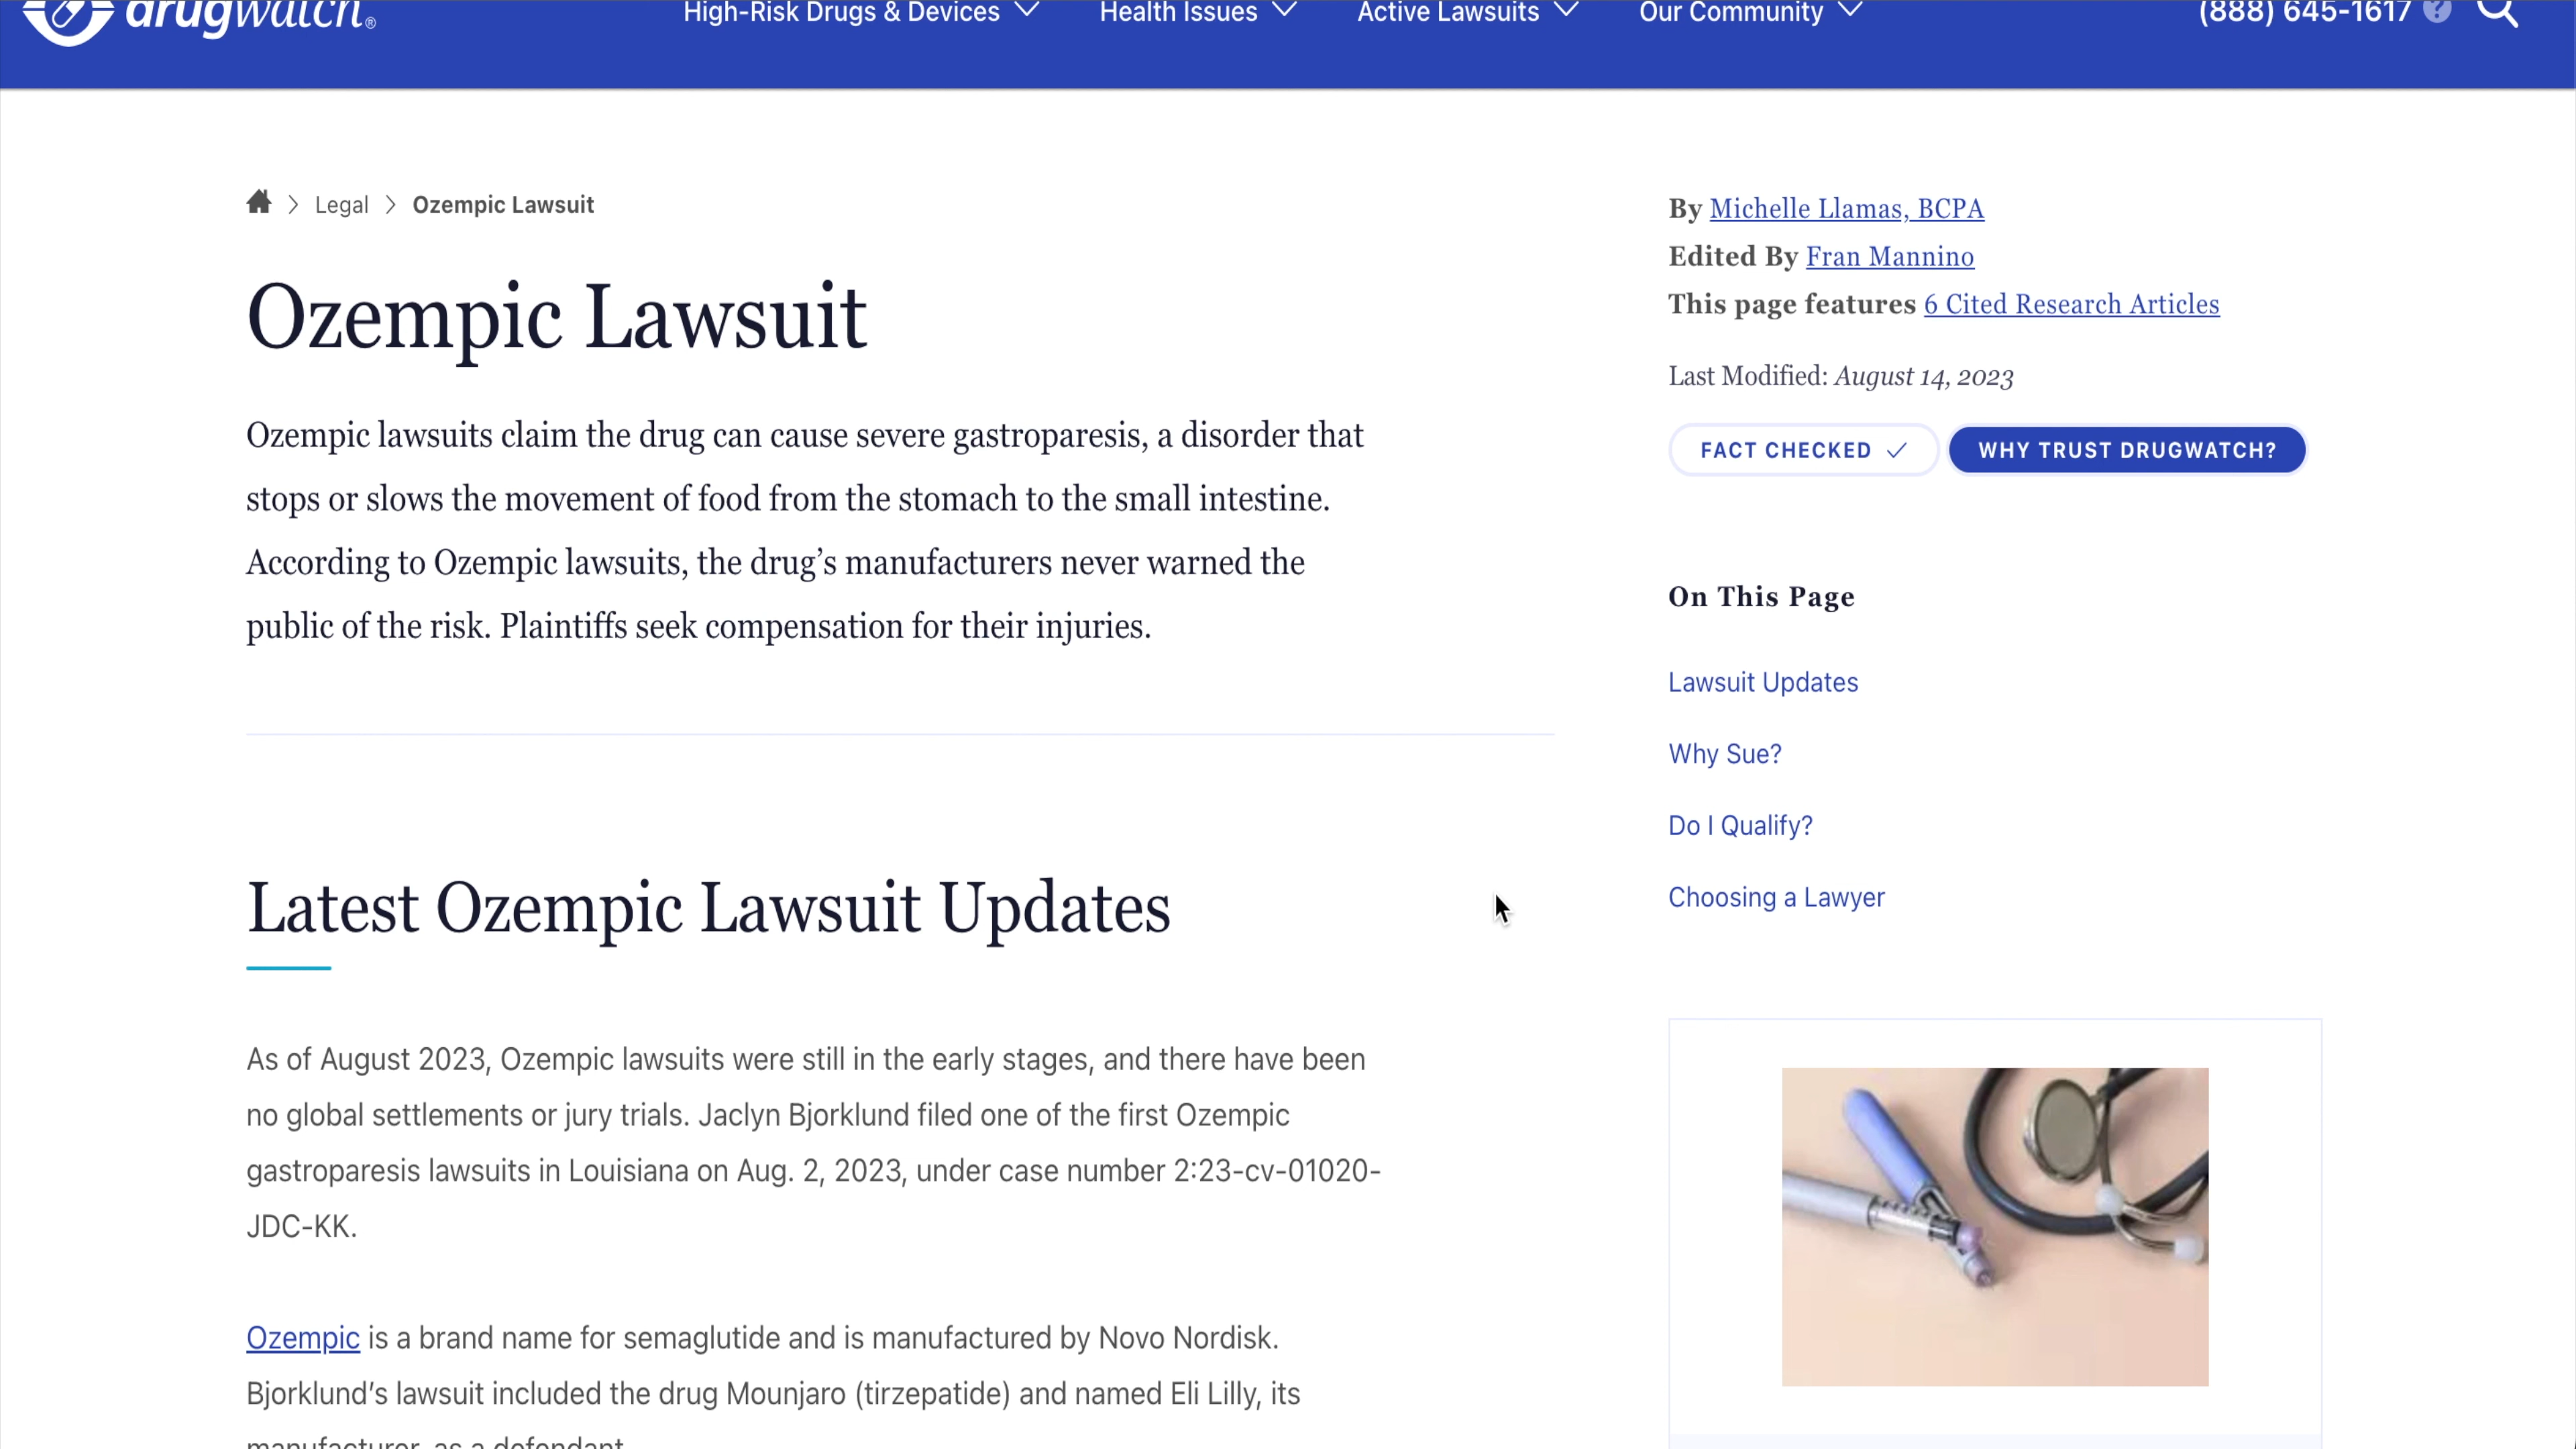 drugwatch®
High-Risk Drugs & Devices
Health Issues
Active Lawsuits
Our Community
(888) 645-1617 ?
Legal > Ozempic Lawsuit
Ozempic Lawsuit
Ozempic lawsuits claim the drug can cause severe gastroparesis, a disorder that
stops or slows the movement of food from the stomach to the small intestine.
According to Ozempic lawsuits, the drug’s manufacturers never warned the
public of the risk. Plaintiffs seek compensation for their injuries.
Latest Ozempic Lawsuit Updates
As of August 2023, Ozempic lawsuits were still in the early stages, and there have been
no global settlements or jury trials. Jaclyn Bjorklund filed one of the first Ozempic
gastroparesis lawsuits in Louisiana on Aug. 2, 2023, under case number 2:23-cv-01020-
JDC-KK.
Ozempic is a brand name for semaglutide and is manufactured by Novo Nordisk.
Bjorklund’s lawsuit included the drug Mounjaro (tirzepatide) and named Eli Lilly, its
manufacturer, as a defendant.
By Michelle Llamas, BCPA
Edited By Fran Mannino
This page features 6 Cited Research Articles
Last Modified: August 14, 2023
FACT CHECKED ✓
WHY TRUST DRUGWATCH?
On This Page
Lawsuit Updates
Why Sue?
Do I Qualify?
Choosing a Lawyer